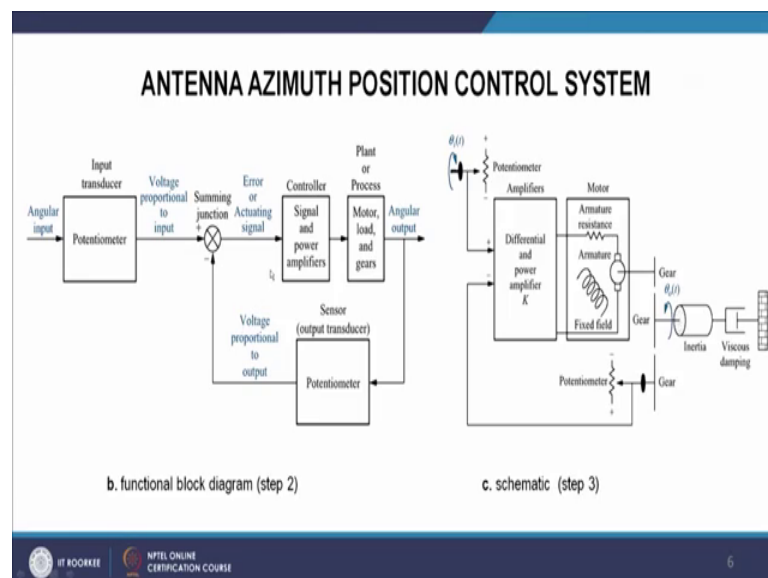 ANTENNA AZIMUTH POSITION CONTROL SYSTEM
Input
transducer
Angular
input
Potentiometer
Voltage
proportional
to
input
Summing
junction
+
−
Error
or
Actuating
signal
Controller
Signal
and
power
amplifiers
Plant
or
Process
Motor,
load,
and
gears
Angular
output
Sensor
(output transducer)
Voltage
proportional
to
output
Potentiometer
b. functional block diagram (step 2)
θi(t)
+
Potentiometer
−
Amplifiers
+
−
Differential
and
power
amplifier
K
Motor
Armature
resistance
Armature
Fixed field
Gear
Gear
θo(t)
Inertia
Viscous
damping
−
Potentiometer
+
Gear
c. schematic (step 3)
IIT ROORKEE
NPTEL ONLINE
CERTIFICATION COURSE
6